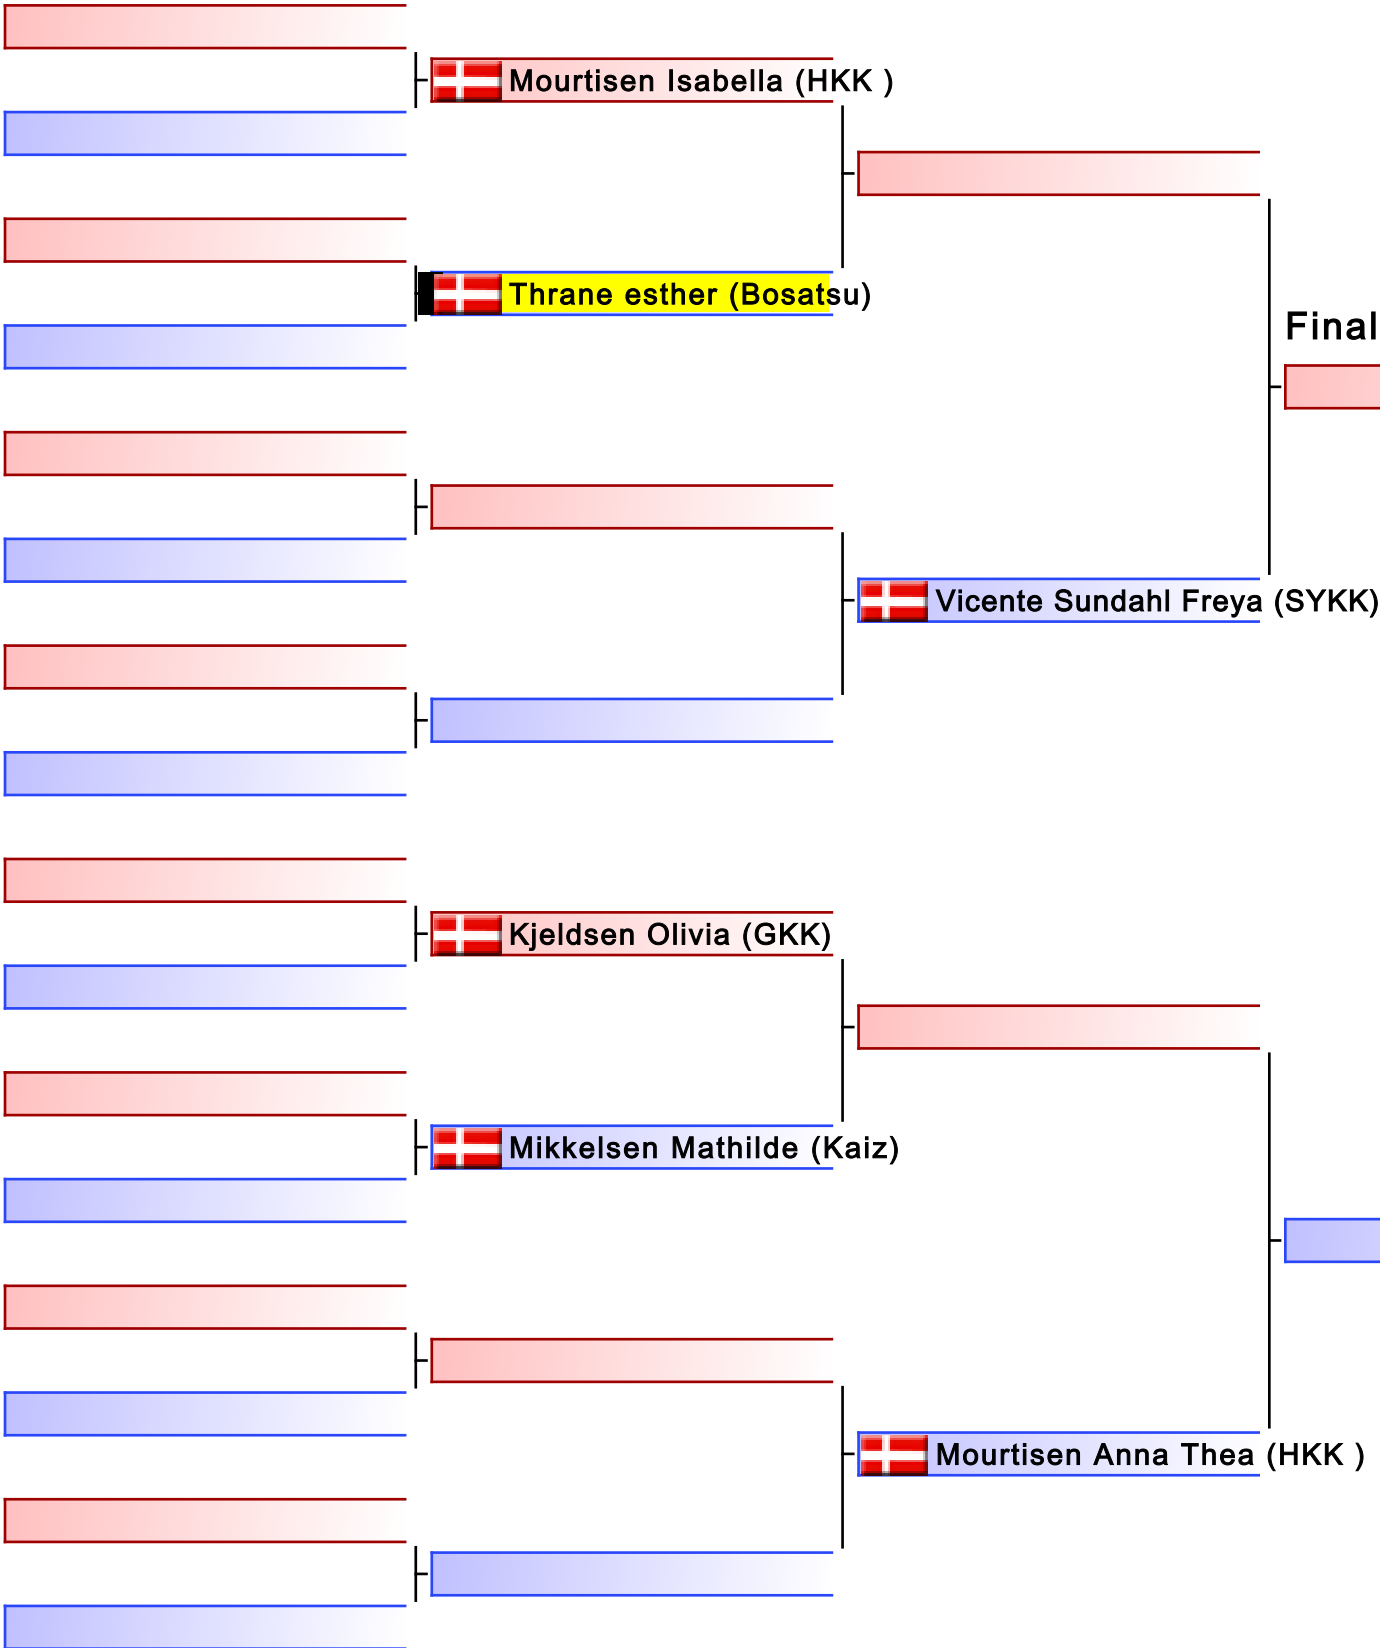 Mourtisen Isabella (HKK )
Thrane esther (Bosatsu)
Final
Vicente Sundahl Freya (SYKK)
Kjeldsen Olivia (GKK)
Mikkelsen Mathilde (Kaiz)
Mourtisen Anna Thea (HKK )